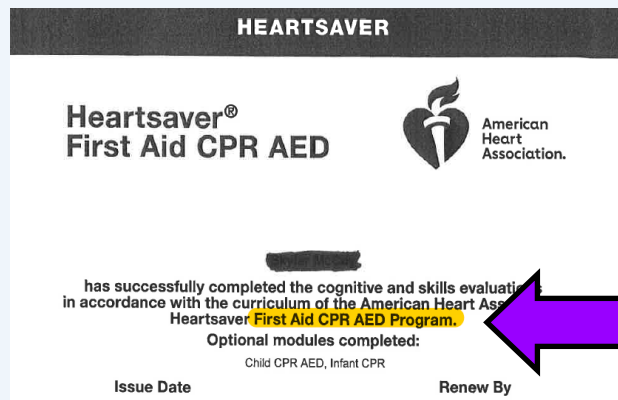 HEARTSAVER
Heartsaver®
First Aid CPR AED
American
Heart
Association.
has successfully completed the cognitive and skills
in accordance with the curriculum of the American Heart
Heartsaver First Aid CPR AED Program.
Optional modules completed:
Child CPR AED, Infant CPR
Issue Date
Renew By